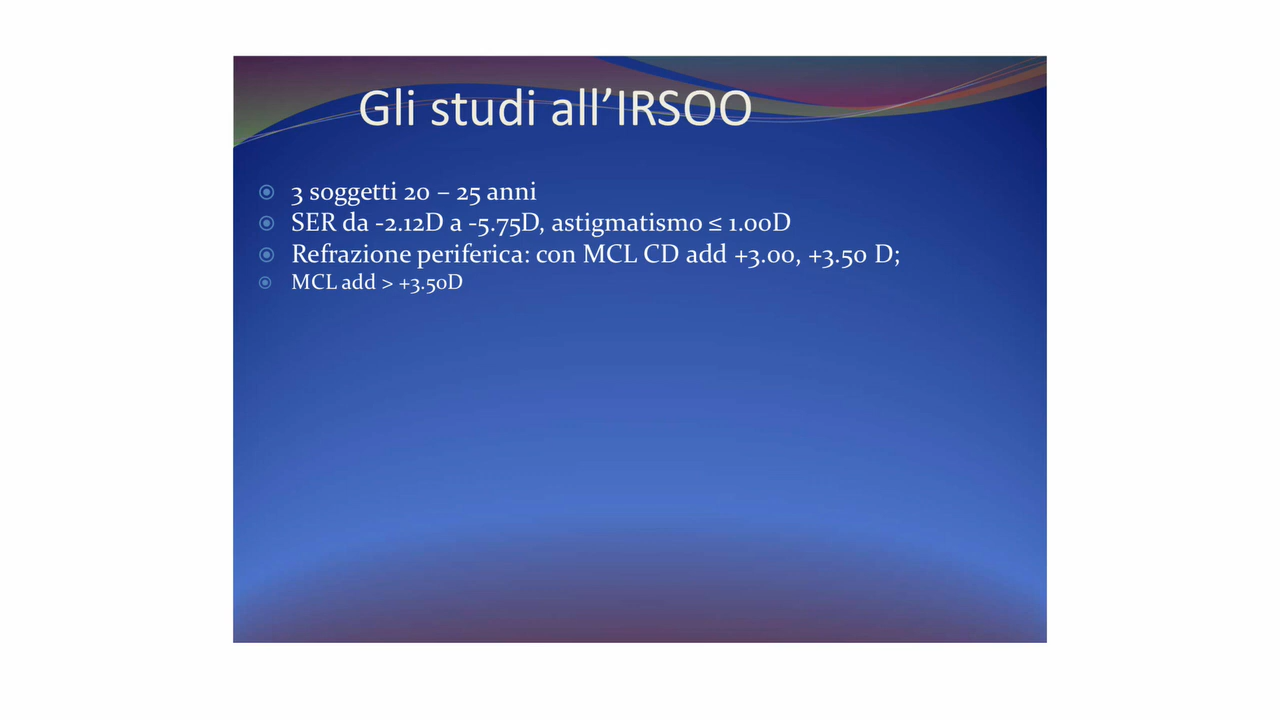 Gli studi all’IRSOO
3 soggetti 20 – 25 anni
SER da -2.12D a -5.75D, astigmatismo ≤ 1.00D
Refrazione periferica: con MCL CD add +3.00, +3.50 D;
MCL add > +3.50D